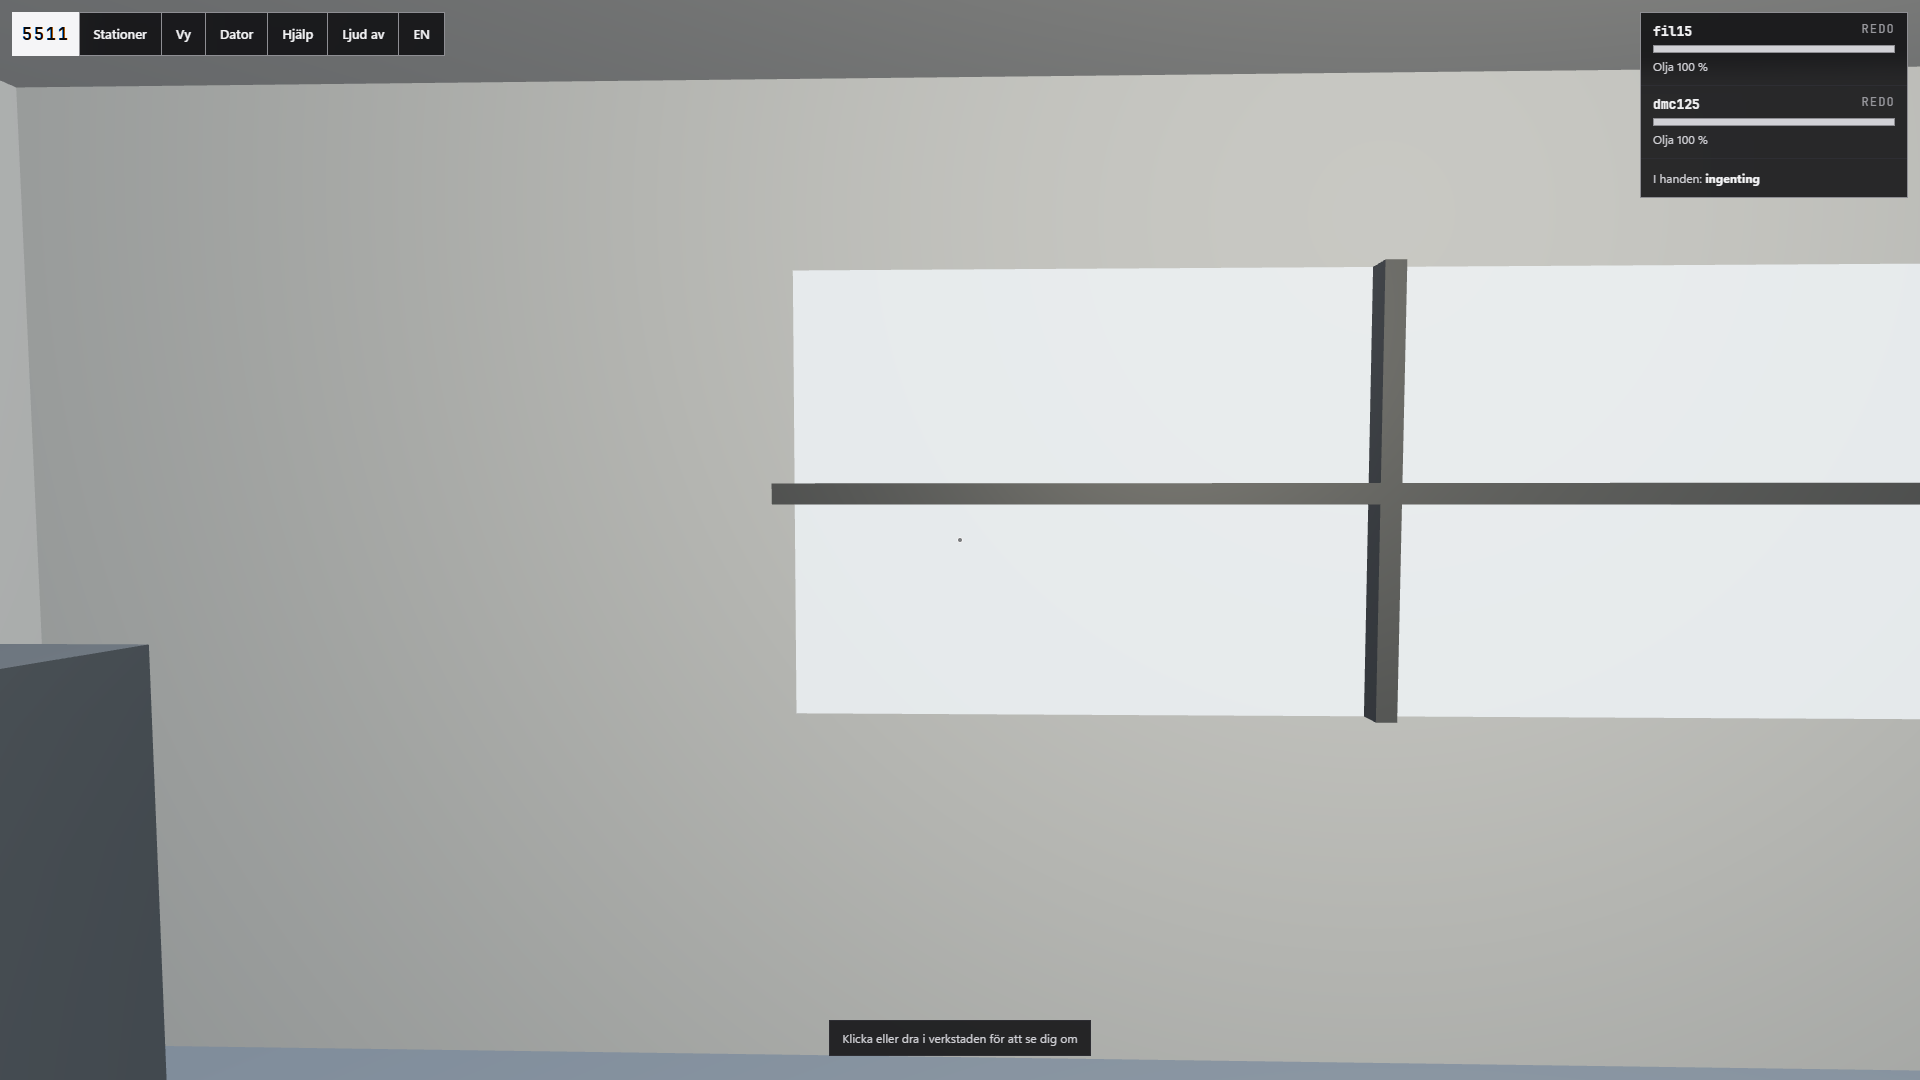 5511 Stationer Vy Dator Hjälp Ljud av EN
fil15 REDO
Olja 100 %
dmc125 REDO
Olja 100 %
I handen: ingenting
Klicka eller dra i verkstaden för att se dig om